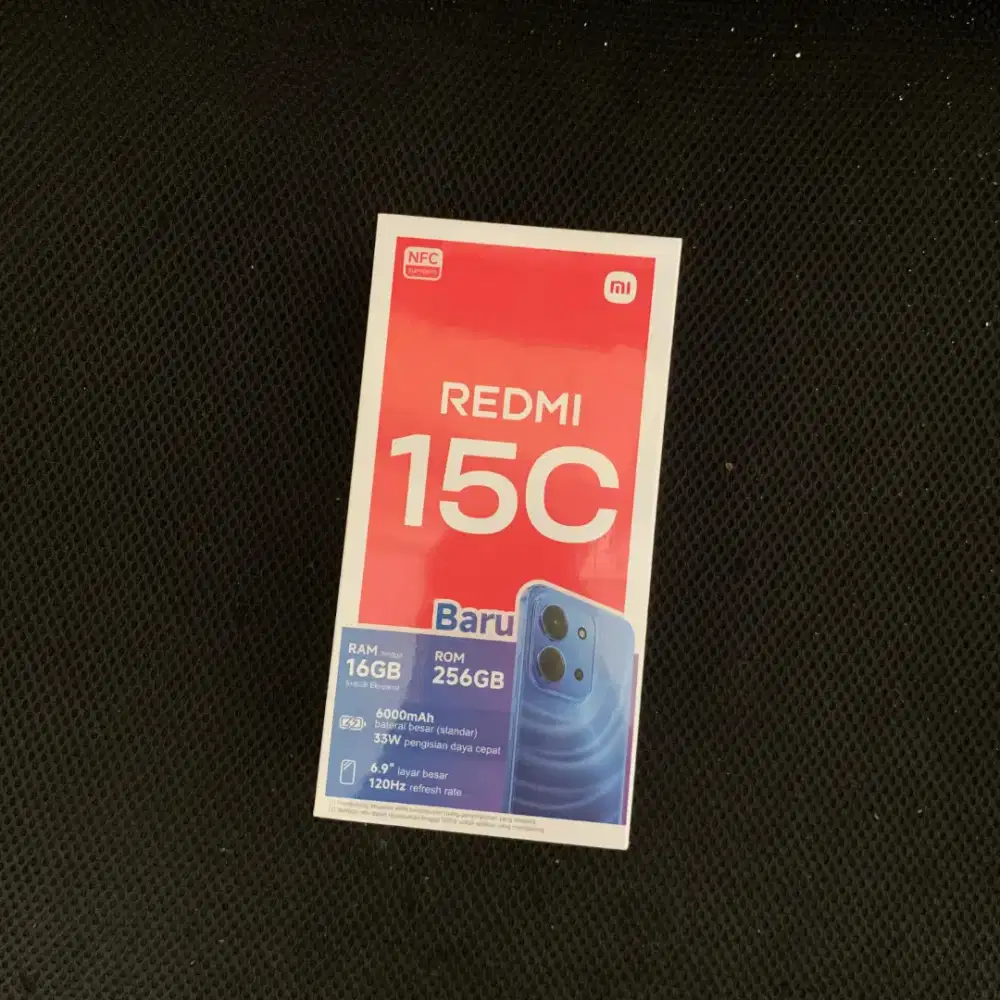 NFC
mi
REDMI
15C
Baru
RAM
16GB
ROM
256GB
6000mAh
baterai besar (standar)
33W pengisian daya cepat
6.9" layar besar
120Hz refresh rate